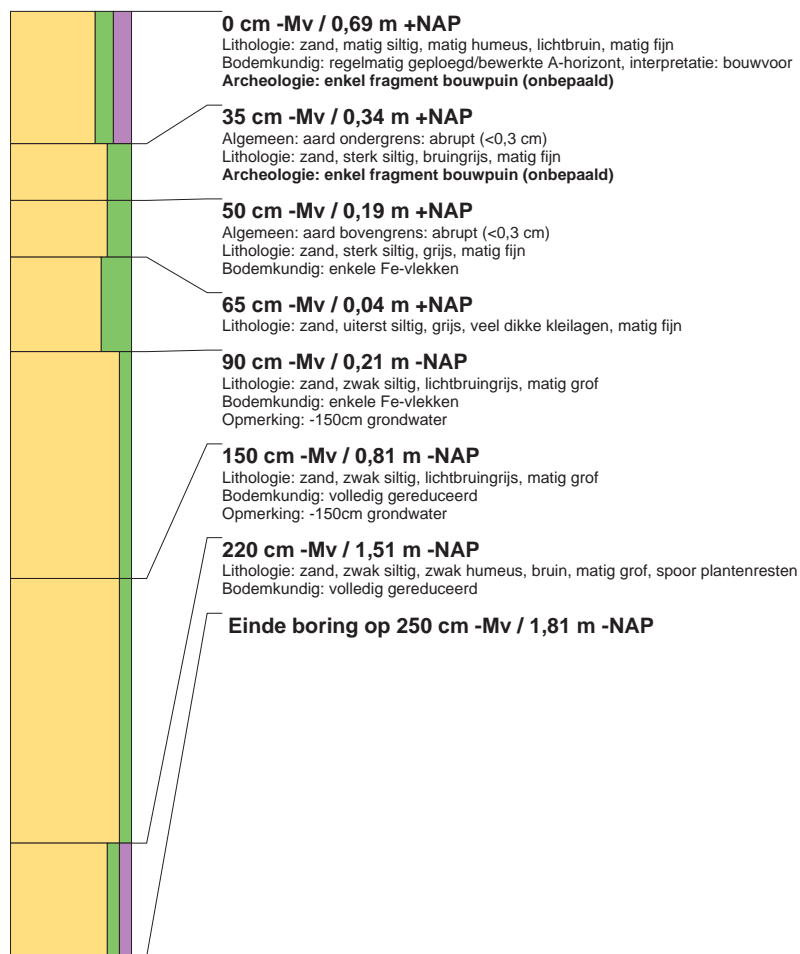 0 cm -Mv / 0,69 m +NAP
Lithologie: zand, matig siltig, matig humeus, lichtbruin, matig fijn
Bodemkundig: regelmatig geploegd/bewerkte A-horizont, interpretatie: bouwvoor
Archeologie: enkel fragment bouwpuin (onbepaald)
35 cm -Mv / 0,34 m +NAP
Algemeen: aard ondergrens: abrupt (<0,3 cm)
Lithologie: zand, sterk siltig, bruingrijs, matig fijn
Archeologie: enkel fragment bouwpuin (onbepaald)
50 cm -Mv / 0,19 m +NAP
Algemeen: aard bovengrens: abrupt (<0,3 cm)
Lithologie: zand, sterk siltig, grijs, matig fijn
Bodemkundig: enkele Fe-vlekken
65 cm -Mv / 0,04 m +NAP
Lithologie: zand, uiterst siltig, grijs, veel dikke kleilagen, matig fijn
90 cm -Mv / 0,21 m -NAP
Lithologie: zand, zwak siltig, lichtbruingrijs, matig grof
Bodemkundig: enkele Fe-vlekken
Opmerking: -150cm grondwater
150 cm -Mv / 0,81 m -NAP
Lithologie: zand, zwak siltig, lichtbruingrijs, matig grof
Bodemkundig: volledig gereduceerd
Opmerking: -150cm grondwater
220 cm -Mv / 1,51 m -NAP
Lithologie: zand, zwak siltig, zwak humeus, bruin, matig grof, spoor plantenresten
Bodemkundig: volledig gereduceerd
Einde boring op 250 cm -Mv / 1,81 m -NAP